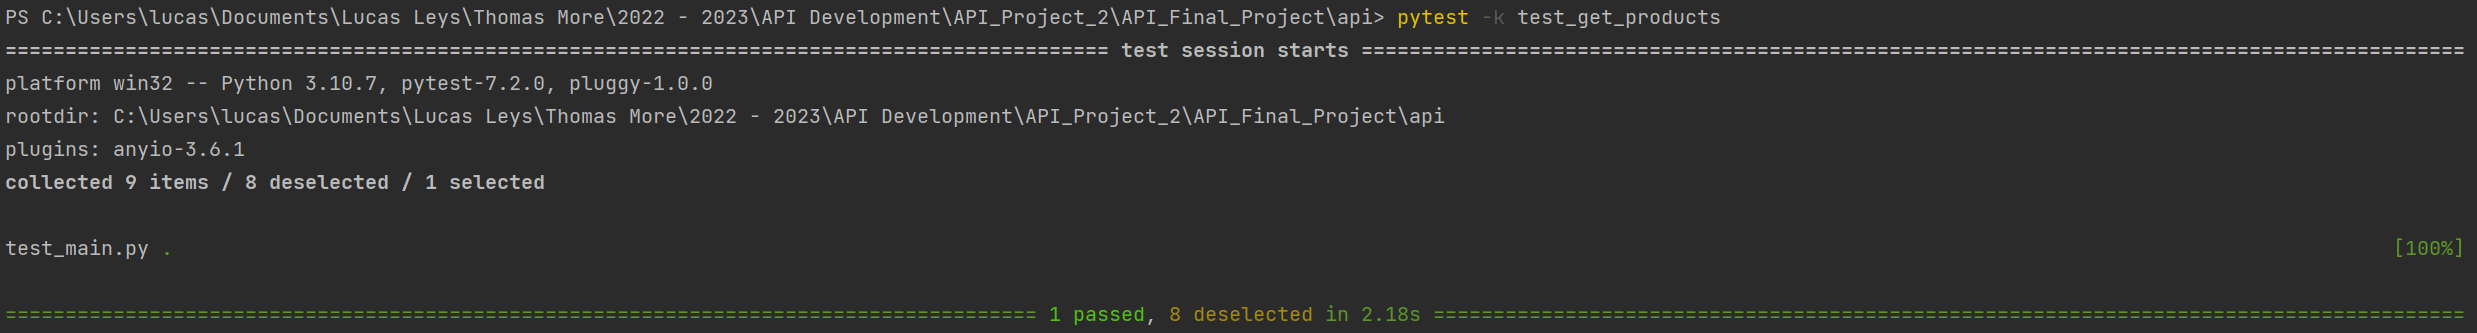 PS C:\Users\lucas\Documents\Lucas Leys\Thomas More\2022 - 2023\API Development\API_Project_2\API_Final_Project\api> pytest -k test_get_products
============================================================================================ test session starts ============================================================================================
platform win32 -- Python 3.10.7, pytest-7.2.0, pluggy-1.0.0
rootdir: C:\Users\lucas\Documents\Lucas Leys\Thomas More\2022 - 2023\API Development\API_Project_2\API_Final_Project\api
plugins: anyio-3.6.1
collected 9 items / 8 deselected / 1 selected
test_main.py . [100%]
====================================================================================== 1 passed, 8 deselected in 2.18s ======================================================================================